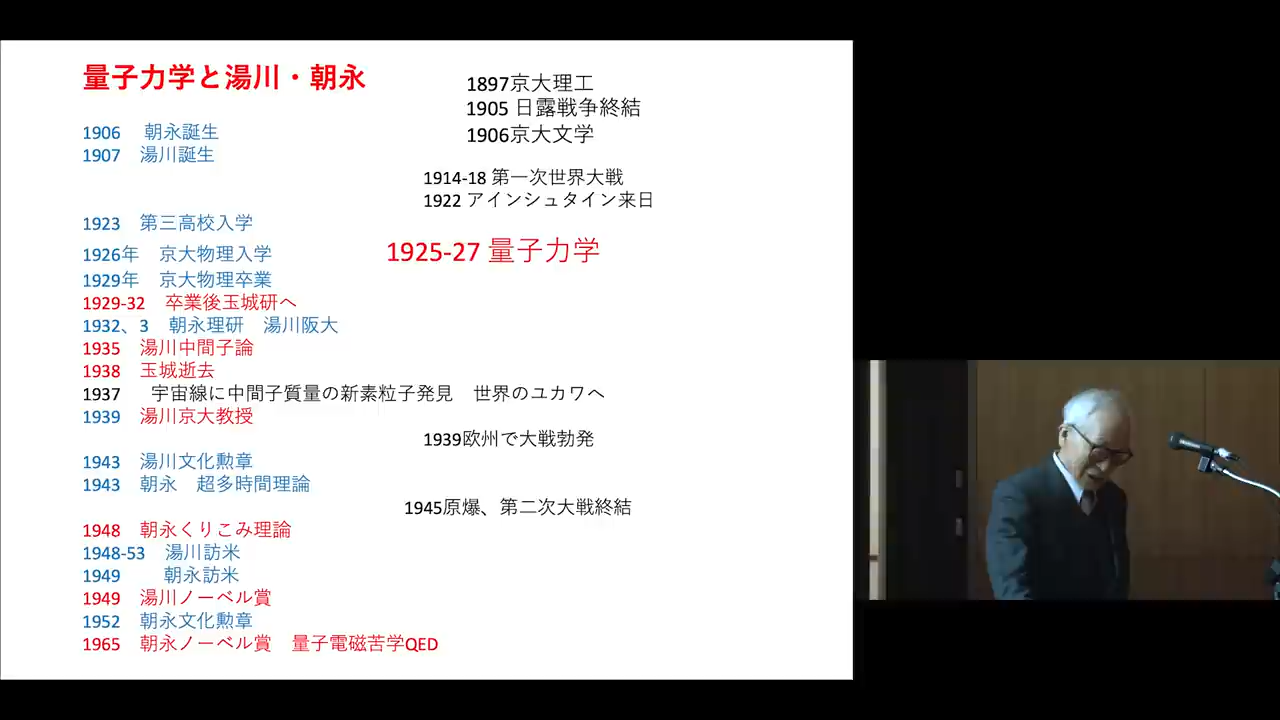 量子力学と湯川・朝永
1897京大理工
1905 日露戦争終結
1906京大文学
1906 朝永誕生
1907 湯川誕生
1914-18 第一次世界大戦
1922 アインシュタイン来日
1923 第三高校入学
1925-27 量子力学
1926年 京大物理入学
1929年 京大物理卒業
1929-32 卒業後玉城研へ
1932、3 朝永理研 湯川阪大
1935 湯川中間子論
1938 玉城逝去
1937 宇宙線に中間子質量の新素粒子発見 世界のユカワへ
1939 湯川京大教授
1939欧州で大戦勃発
1943 湯川文化勲章
1943 朝永 超多時間理論
1945原爆、第二次大戦終結
1948 朝永くりこみ理論
1948-53 湯川訪米
1949 朝永訪米
1949 湯川ノーベル賞
1952 朝永文化勲章
1965 朝永ノーベル賞 量子電磁苦学QED